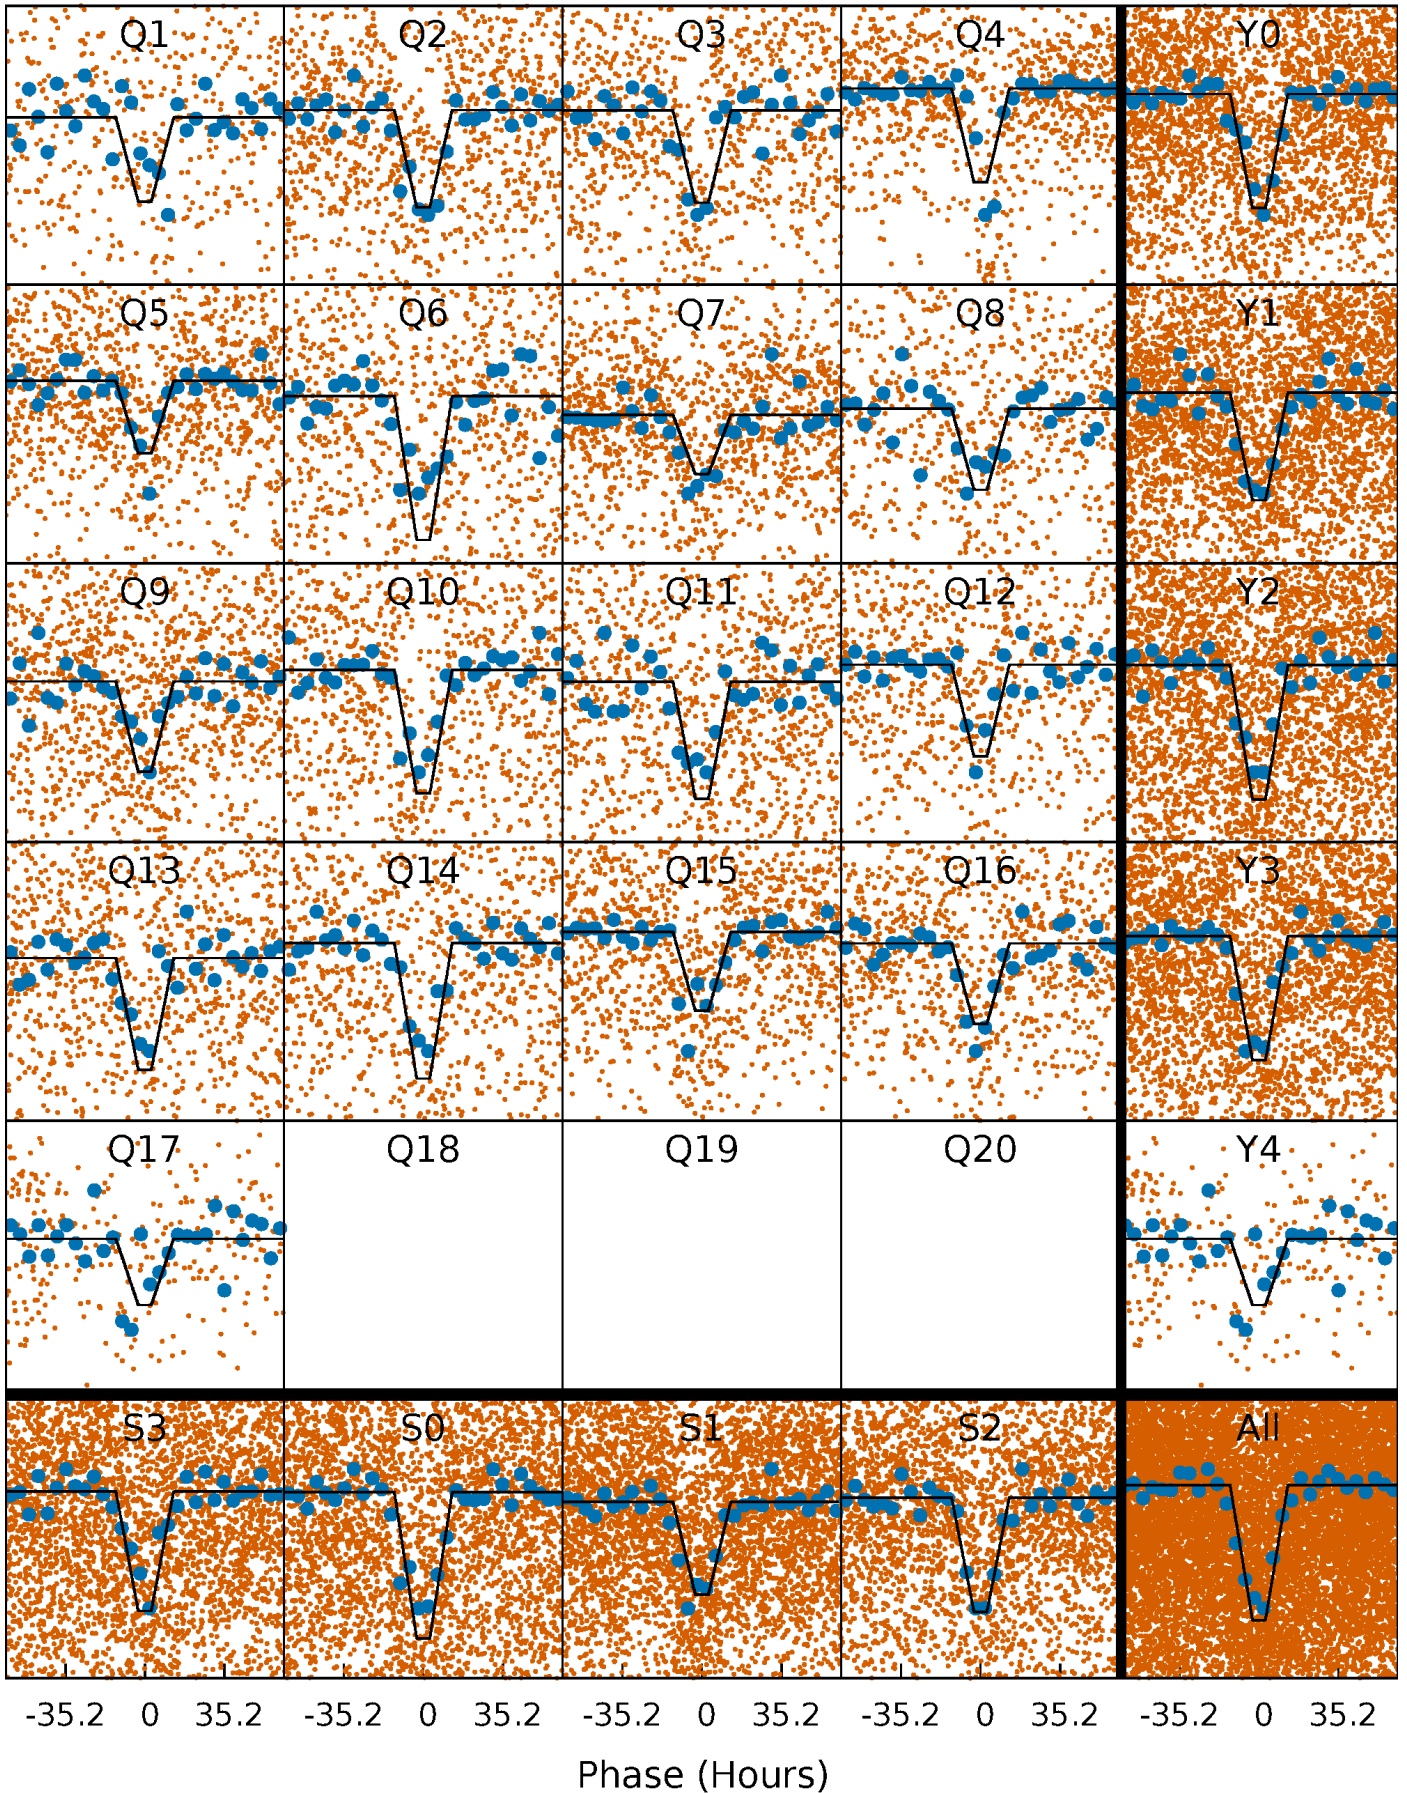 Q1 Q2 Q3 Q4 Y0
Q5 Q6 Q7 Q8 Y1
Q9 Q10 Q11 Q12 Y2
Q13 Q14 Q15 Q16 Y3
Q17 Q18 Q19 Q20 Y4
S3 S0 S1 S2 All
-35.2 0 35.2 -35.2 0 35.2 -35.2 0 35.2 -35.2 0 35.2 -35.2 0 35.2
Phase (Hours)